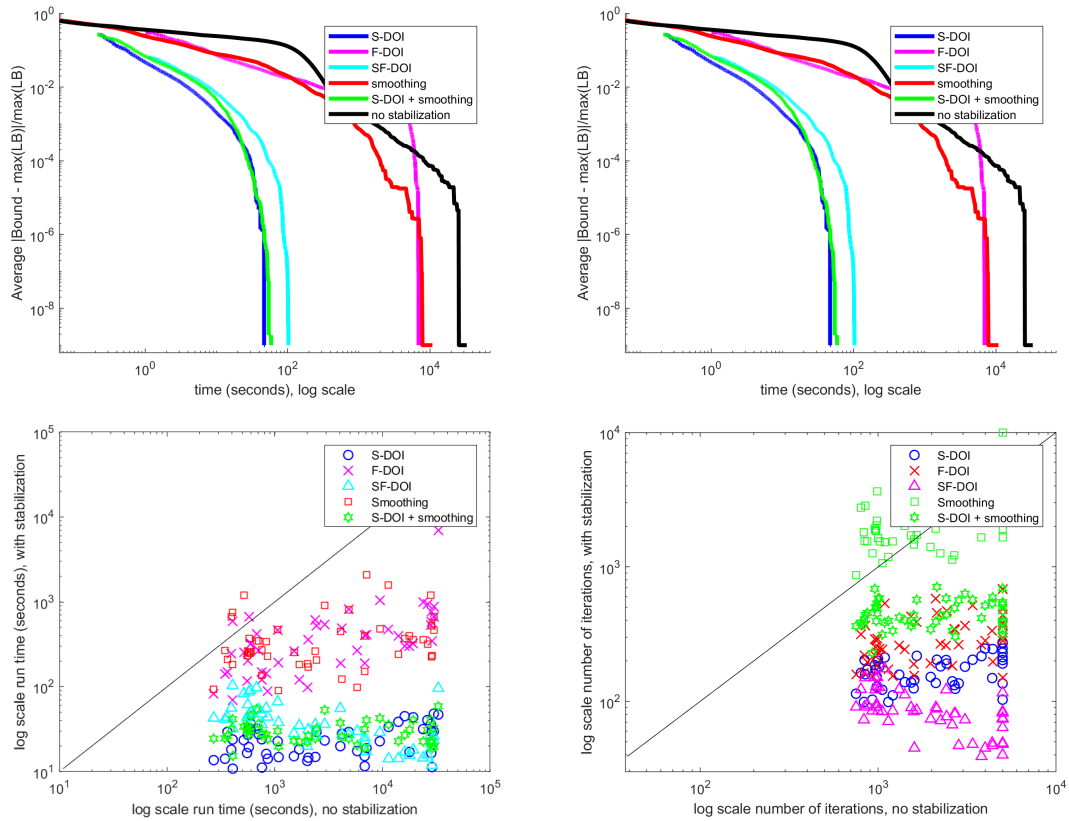 10^0
10^-2
10^-4
10^-6
10^-8
Average |Bound - max(LB)|/max(LB)
S-DOI
F-DOI
SF-DOI
smoothing
S-DOI + smoothing
no stabilization
10^0
10^2
10^4
time (seconds), log scale
10^0
10^-2
10^-4
10^-6
10^-8
Average |Bound - max(LB)|/max(LB)
S-DOI
F-DOI
SF-DOI
smoothing
S-DOI + smoothing
no stabilization
10^0
10^2
10^4
time (seconds), log scale
10^5
10^4
10^3
10^2
10^1
log scale run time (seconds), with stabilization
S-DOI
F-DOI
SF-DOI
Smoothing
S-DOI + smoothing
10^1
10^2
10^3
10^4
10^5
log scale run time (seconds), no stabilization
10^4
10^3
10^2
log scale number of iterations, with stabilization
S-DOI
F-DOI
SF-DOI
Smoothing
S-DOI + smoothing
10^2
10^3
10^4
log scale number of iterations, no stabilization